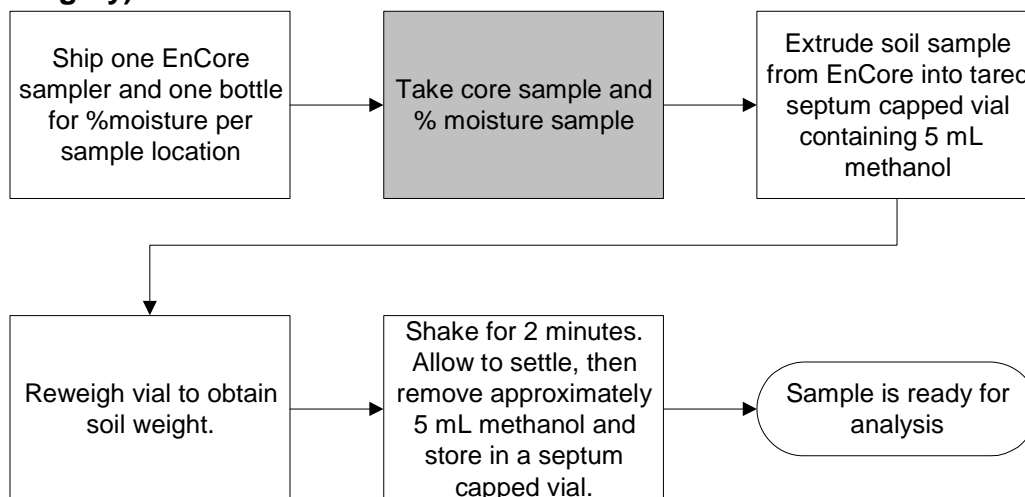 Ship one EnCore
sampler and one bottle
for %moisture per
sample location
Take core sample and
% moisture sample
Extrude soil sample
from EnCore into tared
septum capped vial
containing 5 mL
methanol
Reweigh vial to obtain
soil weight.
Shake for 2 minutes.
Allow to settle, then
remove approximately
5 mL methanol and
store in a septum
capped vial.
Sample is ready for
analysis